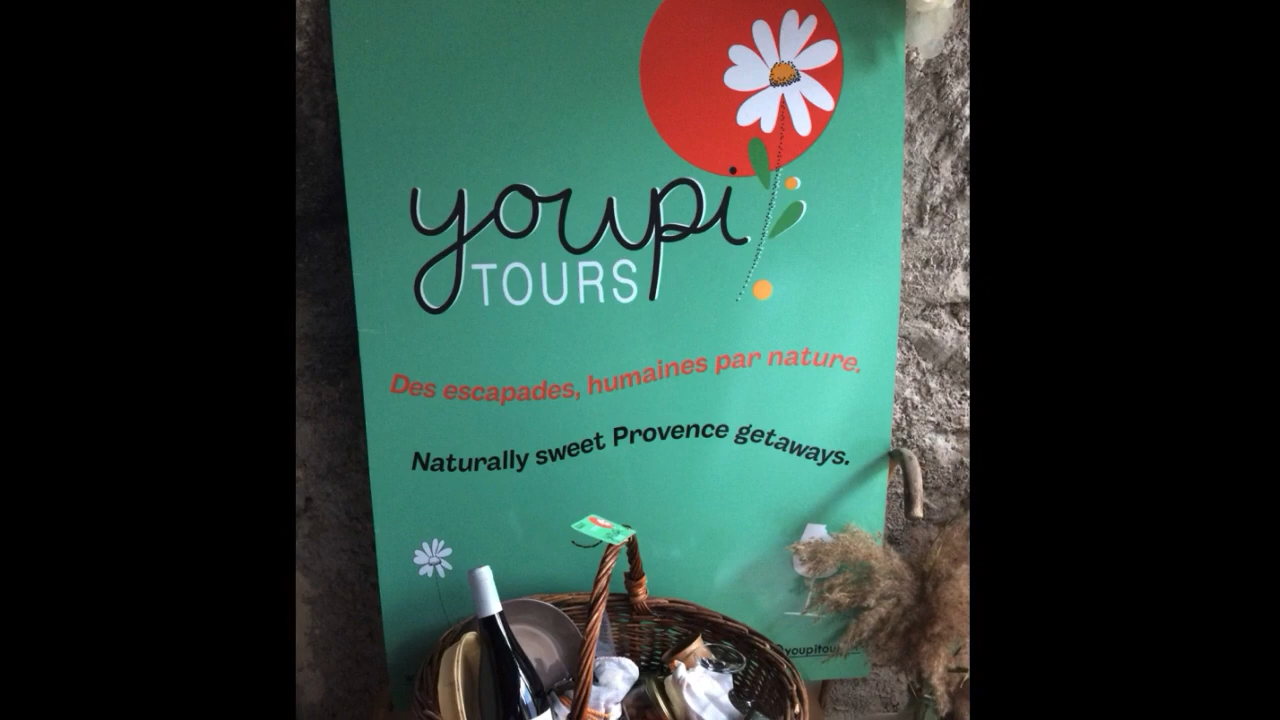 youpi
TOURS
Des escapades, humaines par nature.
Naturally sweet Provence getaways.